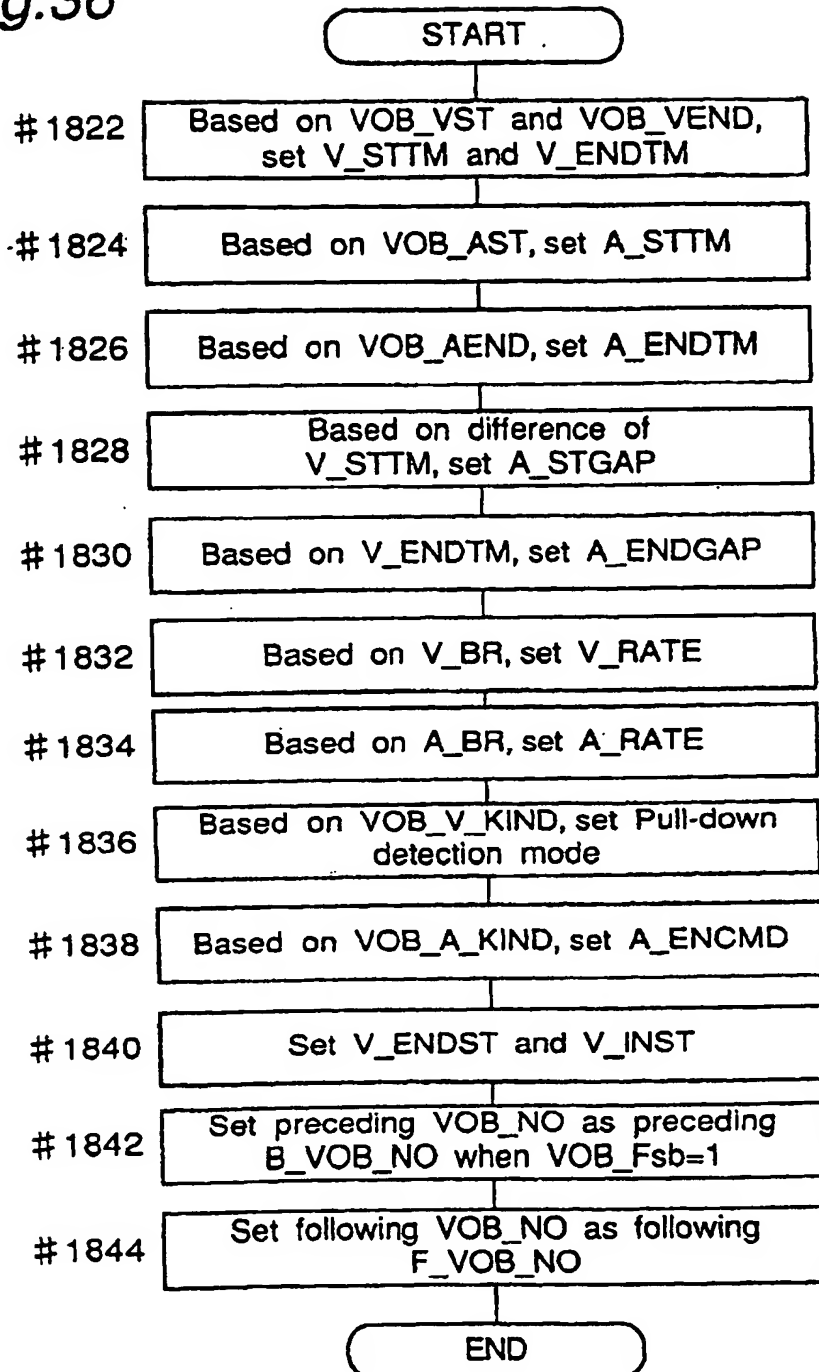 g.36
START
#1822
Based on VOB_VST and VOB_VEND,
set V_STTM and V_ENDTM
#1824
Based on VOB_AST, set A_STTM
#1826
Based on VOB_AEND, set A_ENDTM
#1828
Based on difference of
V_STTM, set A_STGAP
#1830
Based on V_ENDTM, set A_ENDGAP
#1832
Based on V_BR, set V_RATE
#1834
Based on A_BR, set A_RATE
#1836
Based on VOB_V_KIND, set Pull-down
detection mode
#1838
Based on VOB_A_KIND, set A_ENCMD
#1840
Set V_ENDST and V_INST
#1842
Set preceding VOB_NO as preceding
B_VOB_NO when VOB_Fsb=1
#1844
Set following VOB_NO as following
F_VOB_NO
END